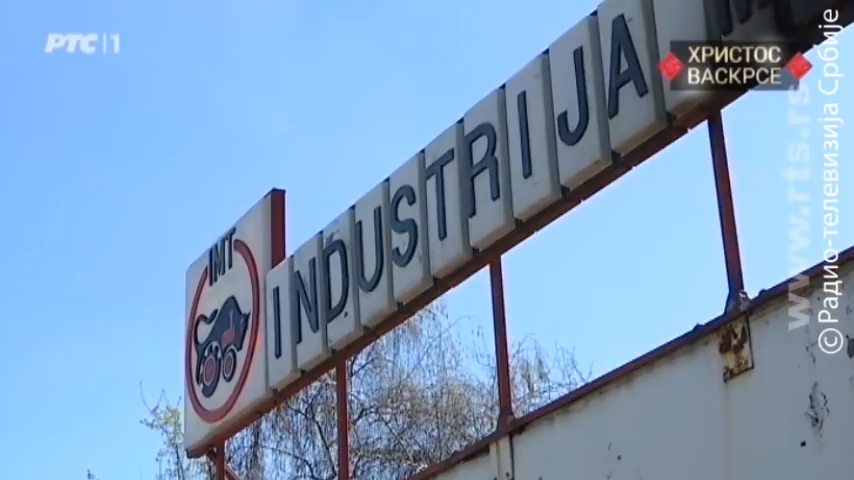 РТС 1
ХРИСТОС
ВАСКРСЕ
IMT
INDUSTRIJA
www.rts.rs
© Радио-телевизија Србије